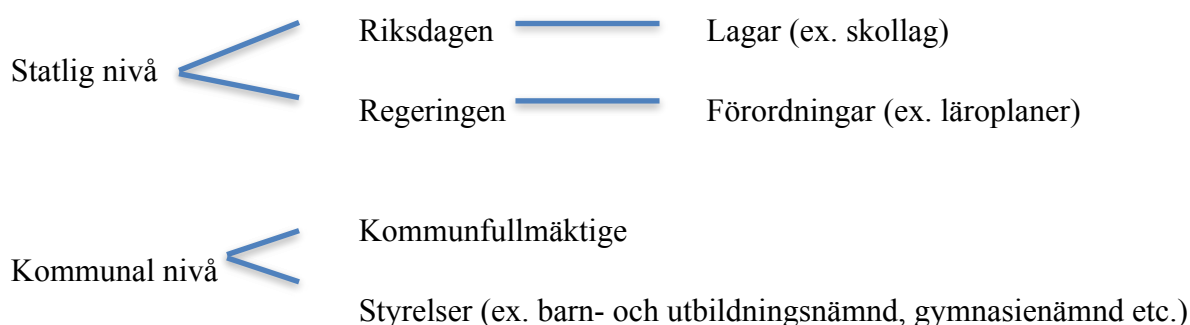 Riksdagen Lagar (ex. skollag)
Statlig nivå
Regeringen Förordningar (ex. läroplaner)
Kommunfullmäktige
Kommunal nivå
Styrelser (ex. barn- och utbildningsnämnd, gymnasienämnd etc.)